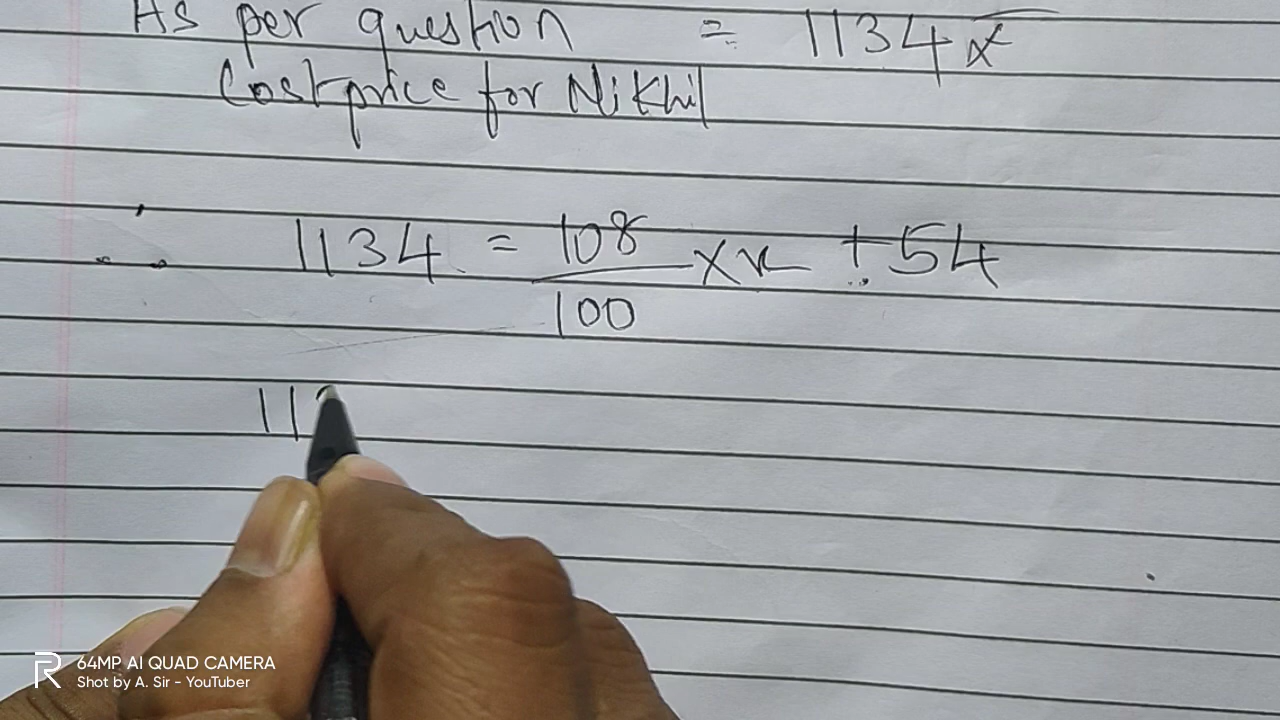 As per question = 1134 x
Cost price for Nikhil
∴ 1134 = 108/100 × x + 54
11
R 64MP AI QUAD CAMERA
Shot by A. Sir - YouTuber